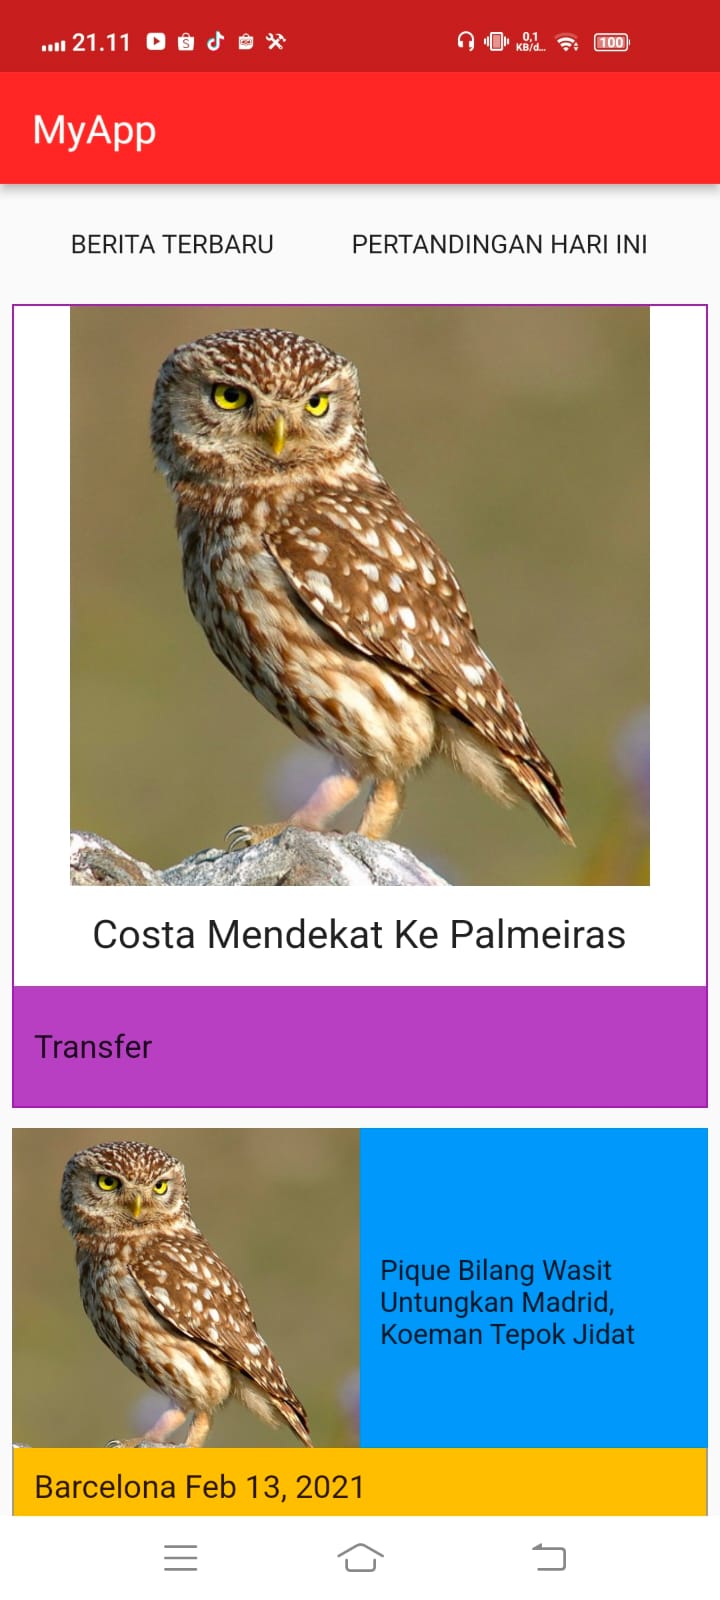 21.11
0,1
KB/d...
100
MyApp
BERITA TERBARU PERTANDINGAN HARI INI
Costa Mendekat Ke Palmeiras
Transfer
Pique Bilang Wasit
Untungkan Madrid,
Koeman Tepok Jidat
Barcelona Feb 13, 2021